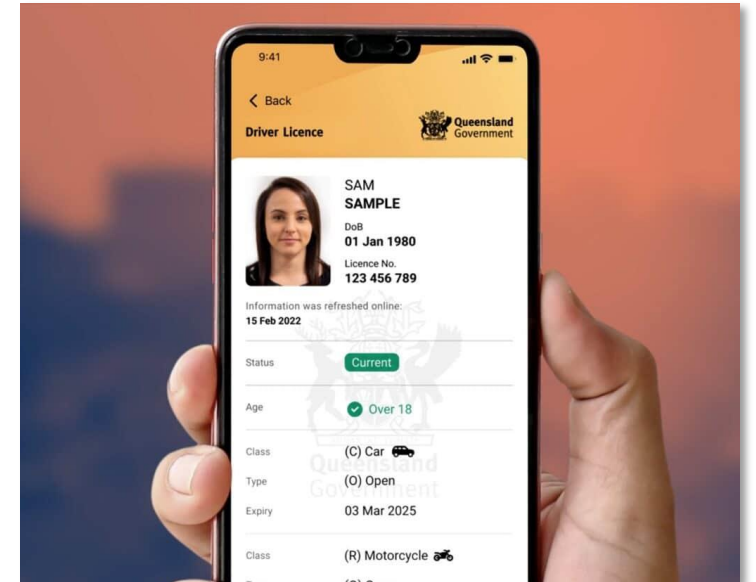 9:41
Back
Driver Licence
Queensland
Government
SAM
SAMPLE
DoB
01 Jan 1980
Licence No.
123 456 789
Information was refreshed online:
15 Feb 2022
Status
Current
Age
Over 18
Class
(C) Car
Queensland
Type
(O) Open
Government
Expiry
03 Mar 2025
Class
(R) Motorcycle